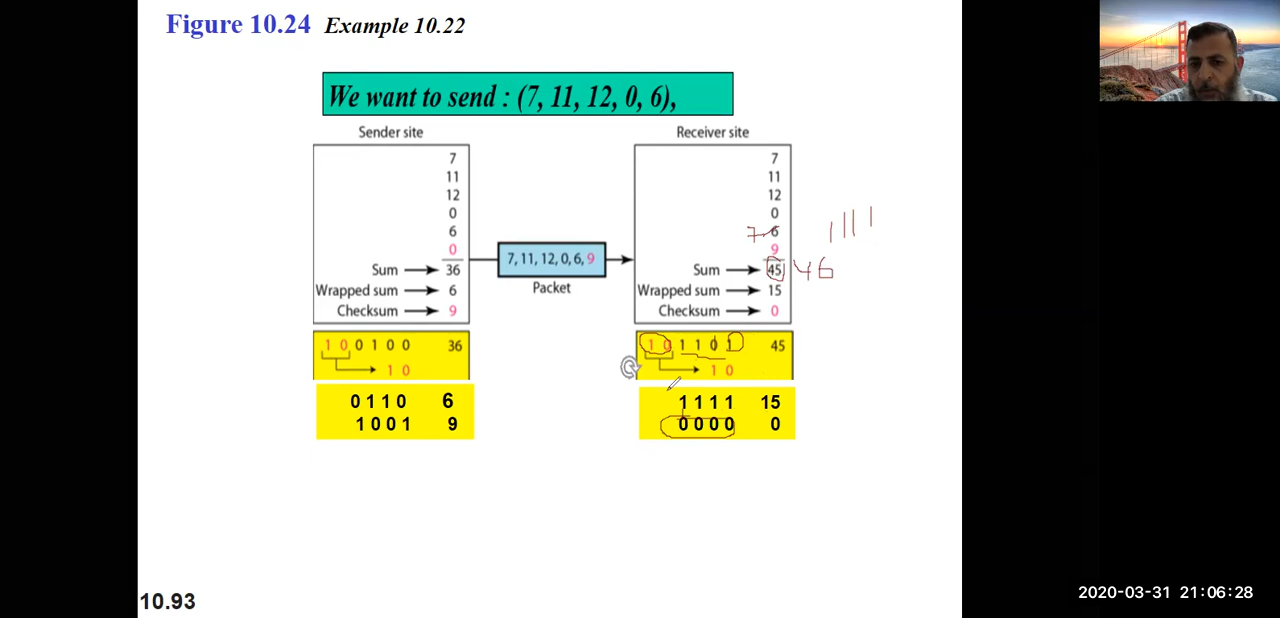 Figure 10.24 Example 10.22
We want to send : (7, 11, 12, 0, 6),
Sender site
7
11
12
0
6
0
Sum 36
Wrapped sum 6
Checksum 9
1 0 0 1 0 0 36
1 0
0 1 1 0 6
1 0 0 1 9
7, 11, 12, 0, 6, 9
Packet
Receiver site
7
11
12
0
7 6
9
Sum 45 46
Wrapped sum 15
Checksum 0
1 0 1 1 0 1 45
1 0
1 1 1 1 15
0 0 0 0 0
1 1 1 1
10.93
2020-03-31 21:06:28